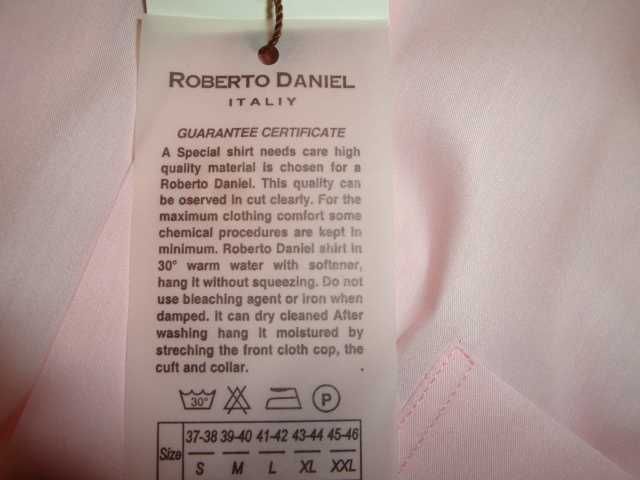 ROBERTO DANIEL
ITALIY
GUARANTEE CERTIFICATE
A Special shirt needs care high
quality material is chosen for a
Roberto Daniel. This quality can
be oserved in cut clearly. For the
maximum clothing comfort some
chemical procedures are kept in
minimum. Roberto Daniel shirt in
30° warm water with softener,
hang it without squeezing. Do not
use bleaching agent or iron when
damped. It can dry cleaned After
washing hang it moistured by
streching the front cloth cop, the
cuft and collar.
30° P
Size 37-38 39-40 41-42 43-44 45-46
S M L XL XXL